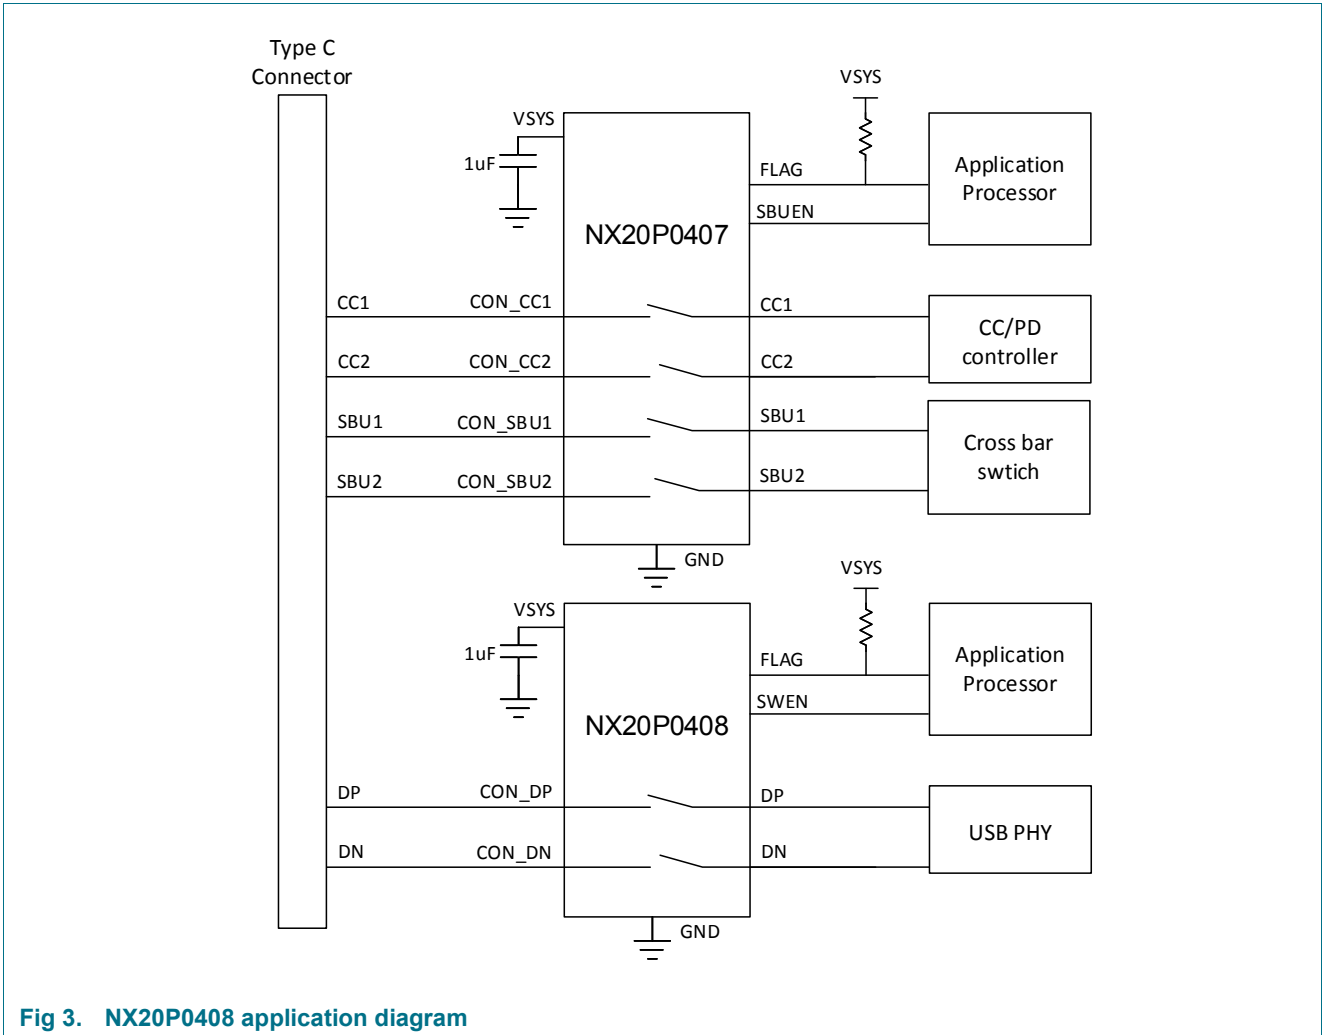 Type C
Connector
VSYS
VSYS
1uF
FLAG
SBUEN
Application
Processor
NX20P0407
CC1
CON_CC1
CC1
CC2
CON_CC2
CC2
CC/PD
controller
SBU1
CON_SBU1
SBU1
SBU2
CON_SBU2
SBU2
Cross bar
swtich
GND
VSYS
VSYS
1uF
FLAG
SWEN
Application
Processor
NX20P0408
DP
CON_DP
DP
DN
CON_DN
DN
USB PHY
GND
Fig 3. NX20P0408 application diagram